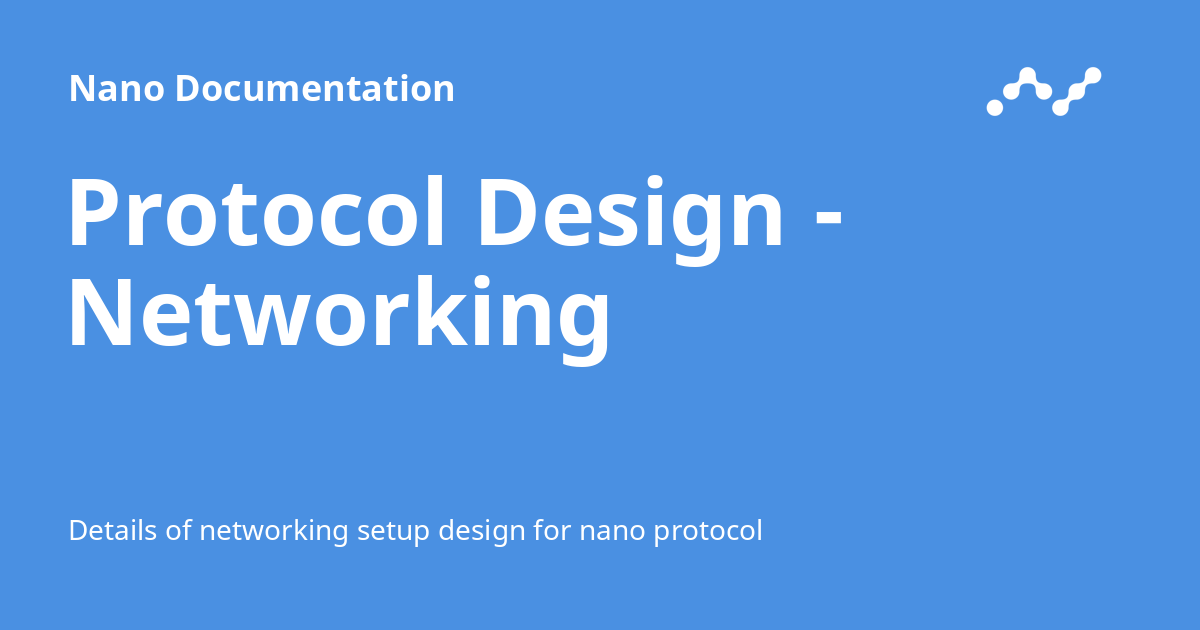 Nano Documentation
Protocol Design -
Networking
Details of networking setup design for nano protocol